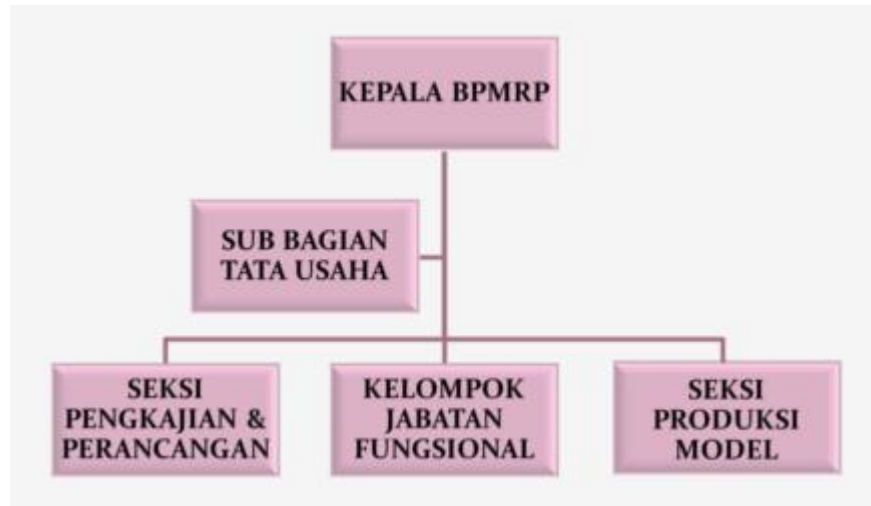 KEPALA BPMRP
SUB BAGIAN
TATA USAHA
SEKSI
PENGKAJIAN &
PERANCANGAN
KELOMPOK
JABATAN
FUNGSIONAL
SEKSI
PRODUKSI
MODEL